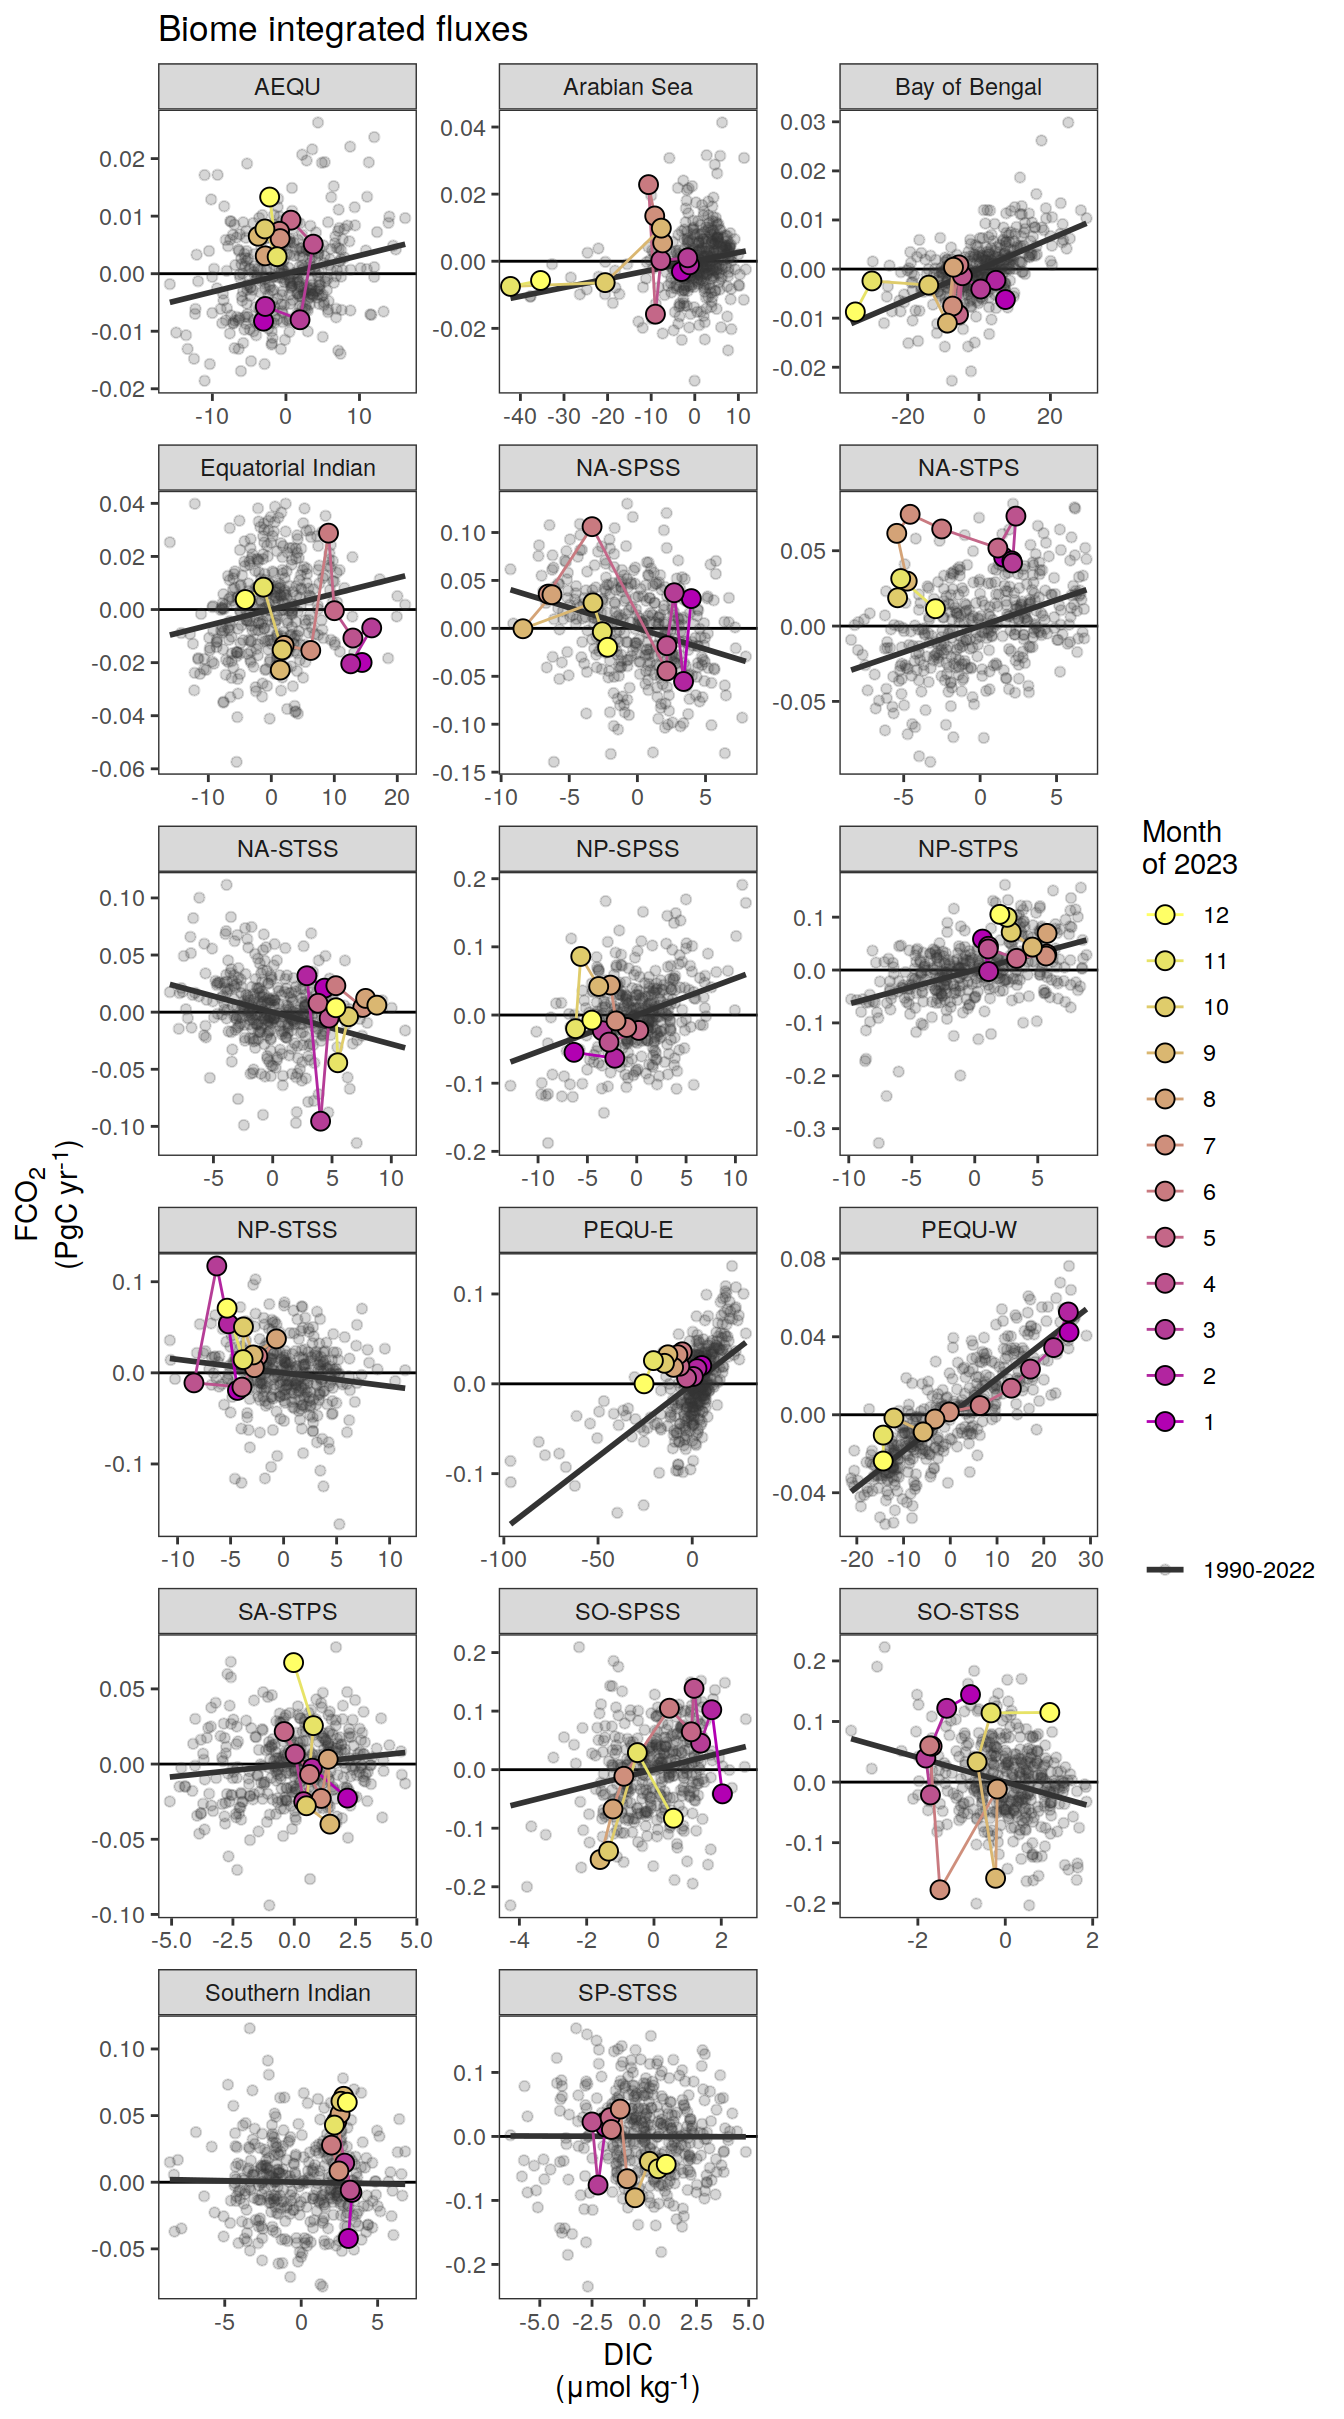 Biome integrated fluxes
AEQU
Arabian Sea
Bay of Bengal
0.02
0.01
0.00
-0.01
-0.02
-10 0 10
0.04
0.02
0.00
-0.02
-40 -30 -20 -10 0 10
0.03
0.02
0.01
0.00
-0.01
-0.02
-20 0 20
Equatorial Indian
NA-SPSS
NA-STPS
0.04
0.02
0.00
-0.02
-0.04
-0.06
-10 0 10 20
0.10
0.05
0.00
-0.05
-0.10
-0.15
-10 -5 0 5
0.05
0.00
-0.05
-5 0 5
NA-STSS
NP-SPSS
NP-STPS
0.10
0.05
0.00
-0.05
-0.10
-5 0 5 10
0.2
0.1
0.0
-0.1
-0.2
-10 -5 0 5 10
0.1
0.0
-0.1
-0.2
-0.3
-10 -5 0 5
NP-STSS
PEQU-E
PEQU-W
0.1
0.0
-0.1
-10 -5 0 5 10
0.1
0.0
-0.1
-100 -50 0
0.08
0.04
0.00
-0.04
-20 -10 0 10 20 30
SA-STPS
SO-SPSS
SO-STSS
0.05
0.00
-0.05
-0.10
-5.0 -2.5 0.0 2.5 5.0
0.2
0.1
0.0
-0.1
-0.2
-4 -2 0 2
0.2
0.1
0.0
-0.1
-0.2
-2 0 2
Southern Indian
SP-STSS
0.10
0.05
0.00
-0.05
-5 0 5
0.1
0.0
-0.1
-0.2
-5.0 -2.5 0.0 2.5 5.0
FCO₂
(PgC yr⁻¹)
DIC
(µmol kg⁻¹)
Month
of 2023
12
11
10
9
8
7
6
5
4
3
2
1
1990-2022